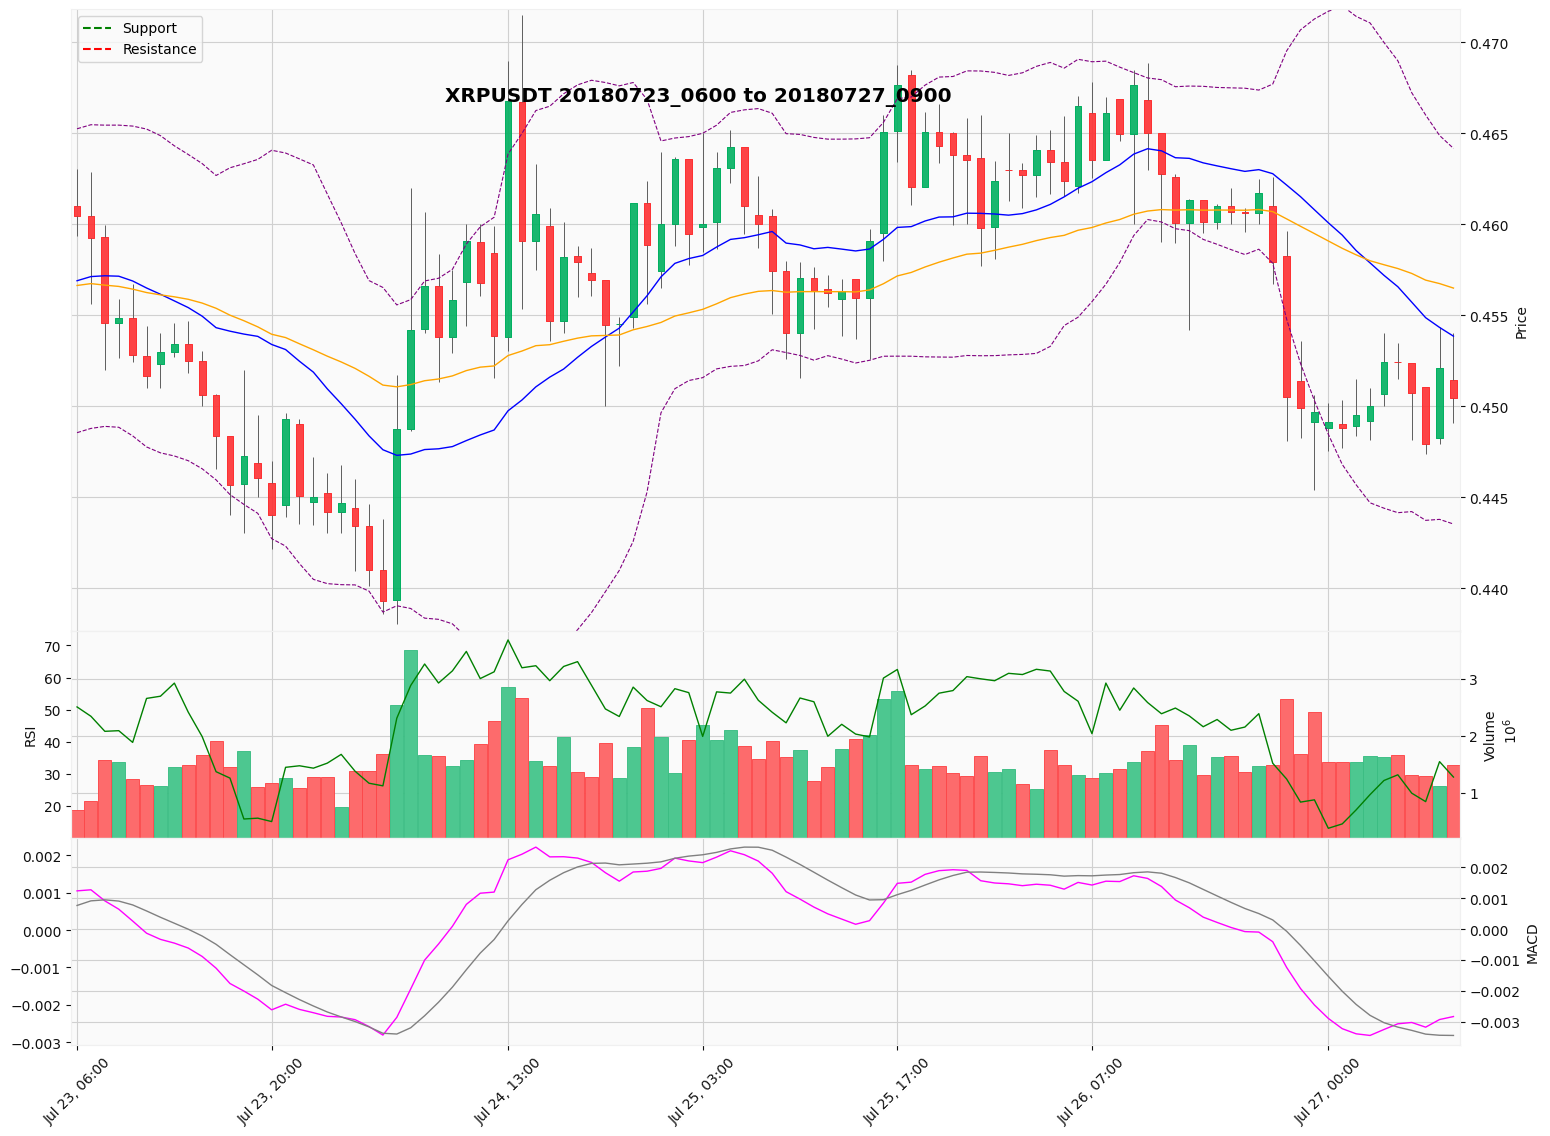 Support
Resistance
XRPUSDT 20180723_0600 to 20180727_0900
0.470
0.465
0.460
0.455
0.450
0.445
0.440
Price
70
60
50
40
30
20
RSI
3
2
1
Volume
10^6
0.002
0.001
0.000
−0.001
−0.002
−0.003
0.002
0.001
0.000
−0.001
−0.002
−0.003
MACD
Jul 23, 06:00
Jul 23, 20:00
Jul 24, 13:00
Jul 25, 03:00
Jul 25, 17:00
Jul 26, 07:00
Jul 27, 00:00